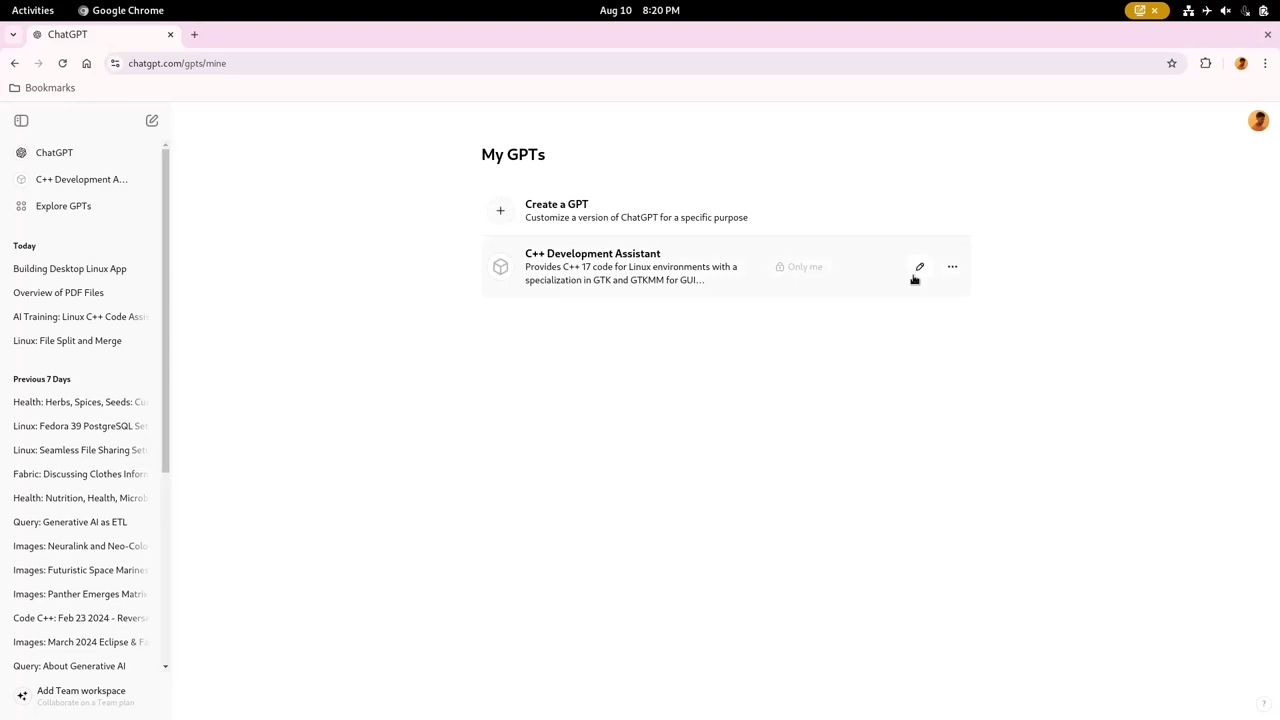 Activities
Google Chrome
Aug 10 8:20 PM
ChatGPT
chatgpt.com/gpts/mine
Bookmarks
ChatGPT
C++ Development A...
Explore GPTs
Today
Building Desktop Linux App
Overview of PDF Files
AI Training: Linux C++ Code Assi
Linux: File Split and Merge
Previous 7 Days
Health: Herbs, Spices, Seeds: Cu
Linux: Fedora 39 PostgreSQL Set
Linux: Seamless File Sharing Setu
Fabric: Discussing Clothes Inform
Health: Nutrition, Health, Microb
Query: Generative AI as ETL
Images: Neuralink and Neo-Colo
Images: Futuristic Space Marines
Images: Panther Emerges Matrix
Code C++: Feb 23 2024 - Revers
Images: March 2024 Eclipse & Fa
Query: About Generative AI
Add Team workspace
Collaborate on a Team plan
My GPTs
Create a GPT
Customize a version of ChatGPT for a specific purpose
C++ Development Assistant
Provides C++ 17 code for Linux environments with a
specialization in GTK and GTKMM for GUI...
Only me
?